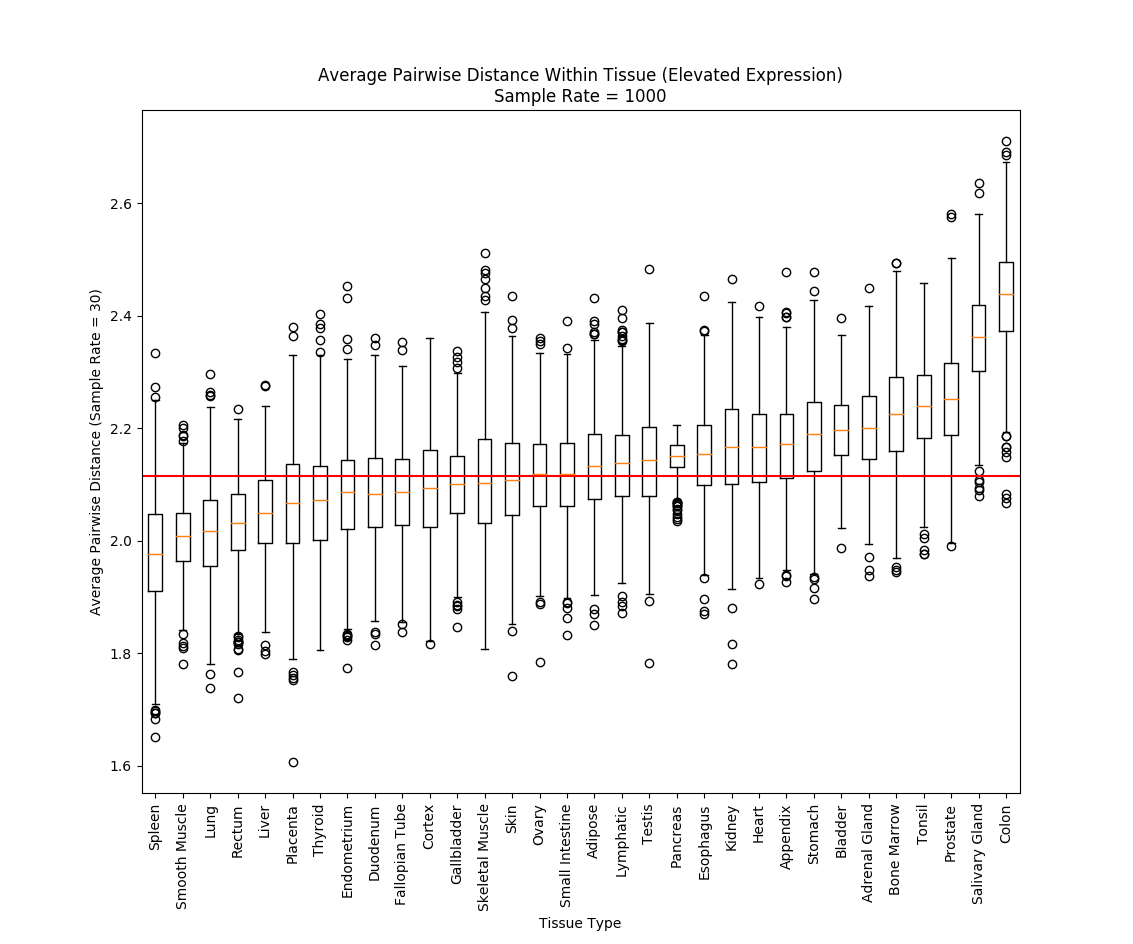 Average Pairwise Distance Within Tissue (Elevated Expression)
Sample Rate = 1000
Average Pairwise Distance (Sample Rate = 30)
2.6
2.4
2.2
2.0
1.8
1.6
Spleen
Smooth Muscle
Lung
Rectum
Liver
Placenta
Thyroid
Endometrium
Duodenum
Fallopian Tube
Cortex
Gallbladder
Skeletal Muscle
Skin
Ovary
Small Intestine
Adipose
Lymphatic
Testis
Pancreas
Esophagus
Kidney
Heart
Appendix
Stomach
Bladder
Adrenal Gland
Bone Marrow
Tonsil
Prostate
Salivary Gland
Colon
Tissue Type